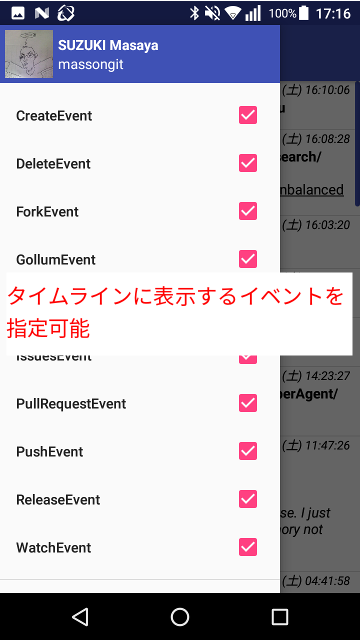 100% 17:16
SUZUKI Masaya
massongit
(土) 16:10:06
CreateEvent
(土) 16:08:28
search/
DeleteEvent
nbalanced
ForkEvent
(土) 16:03:20
GollumEvent
タイムラインに表示するイベントを
指定可能
IssuesEvent
(土) 14:23:27
perAgent/
PullRequestEvent
(土) 11:47:26
PushEvent
ReleaseEvent
se. I just
ory not
WatchEvent
(土) 04:41:58